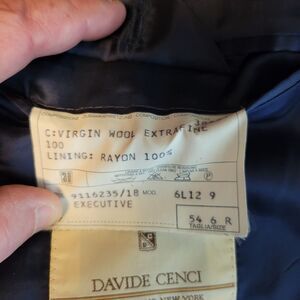 C:VIRGIN WOOL EXTRAFINE
100
LINING: RAYON 100%
9116235/18 MOD. 6L12 9
EXECUTIVE
54 6 R
TAGLIA/SIZE
DAVIDE CENCI
NEW YORK